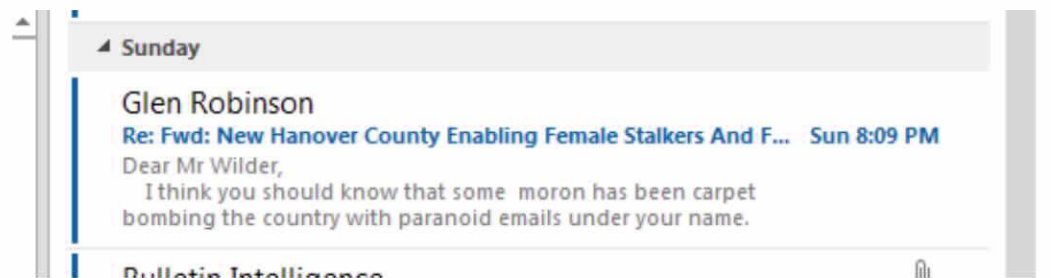 Sunday
Glen Robinson
Re: Fwd: New Hanover County Enabling Female Stalkers And F... Sun 8:09 PM
Dear Mr Wilder,
I think you should know that some moron has been carpet
bombing the country with paranoid emails under your name.
Bulletin Intelligence